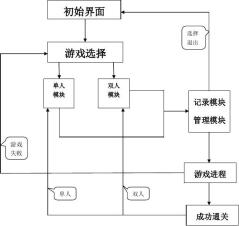 初始界面
选择
退出
游戏选择
单人
模块
双人
模块
记录模块
管理模块
游戏
失败
游戏进程
单人
双人
成功通关